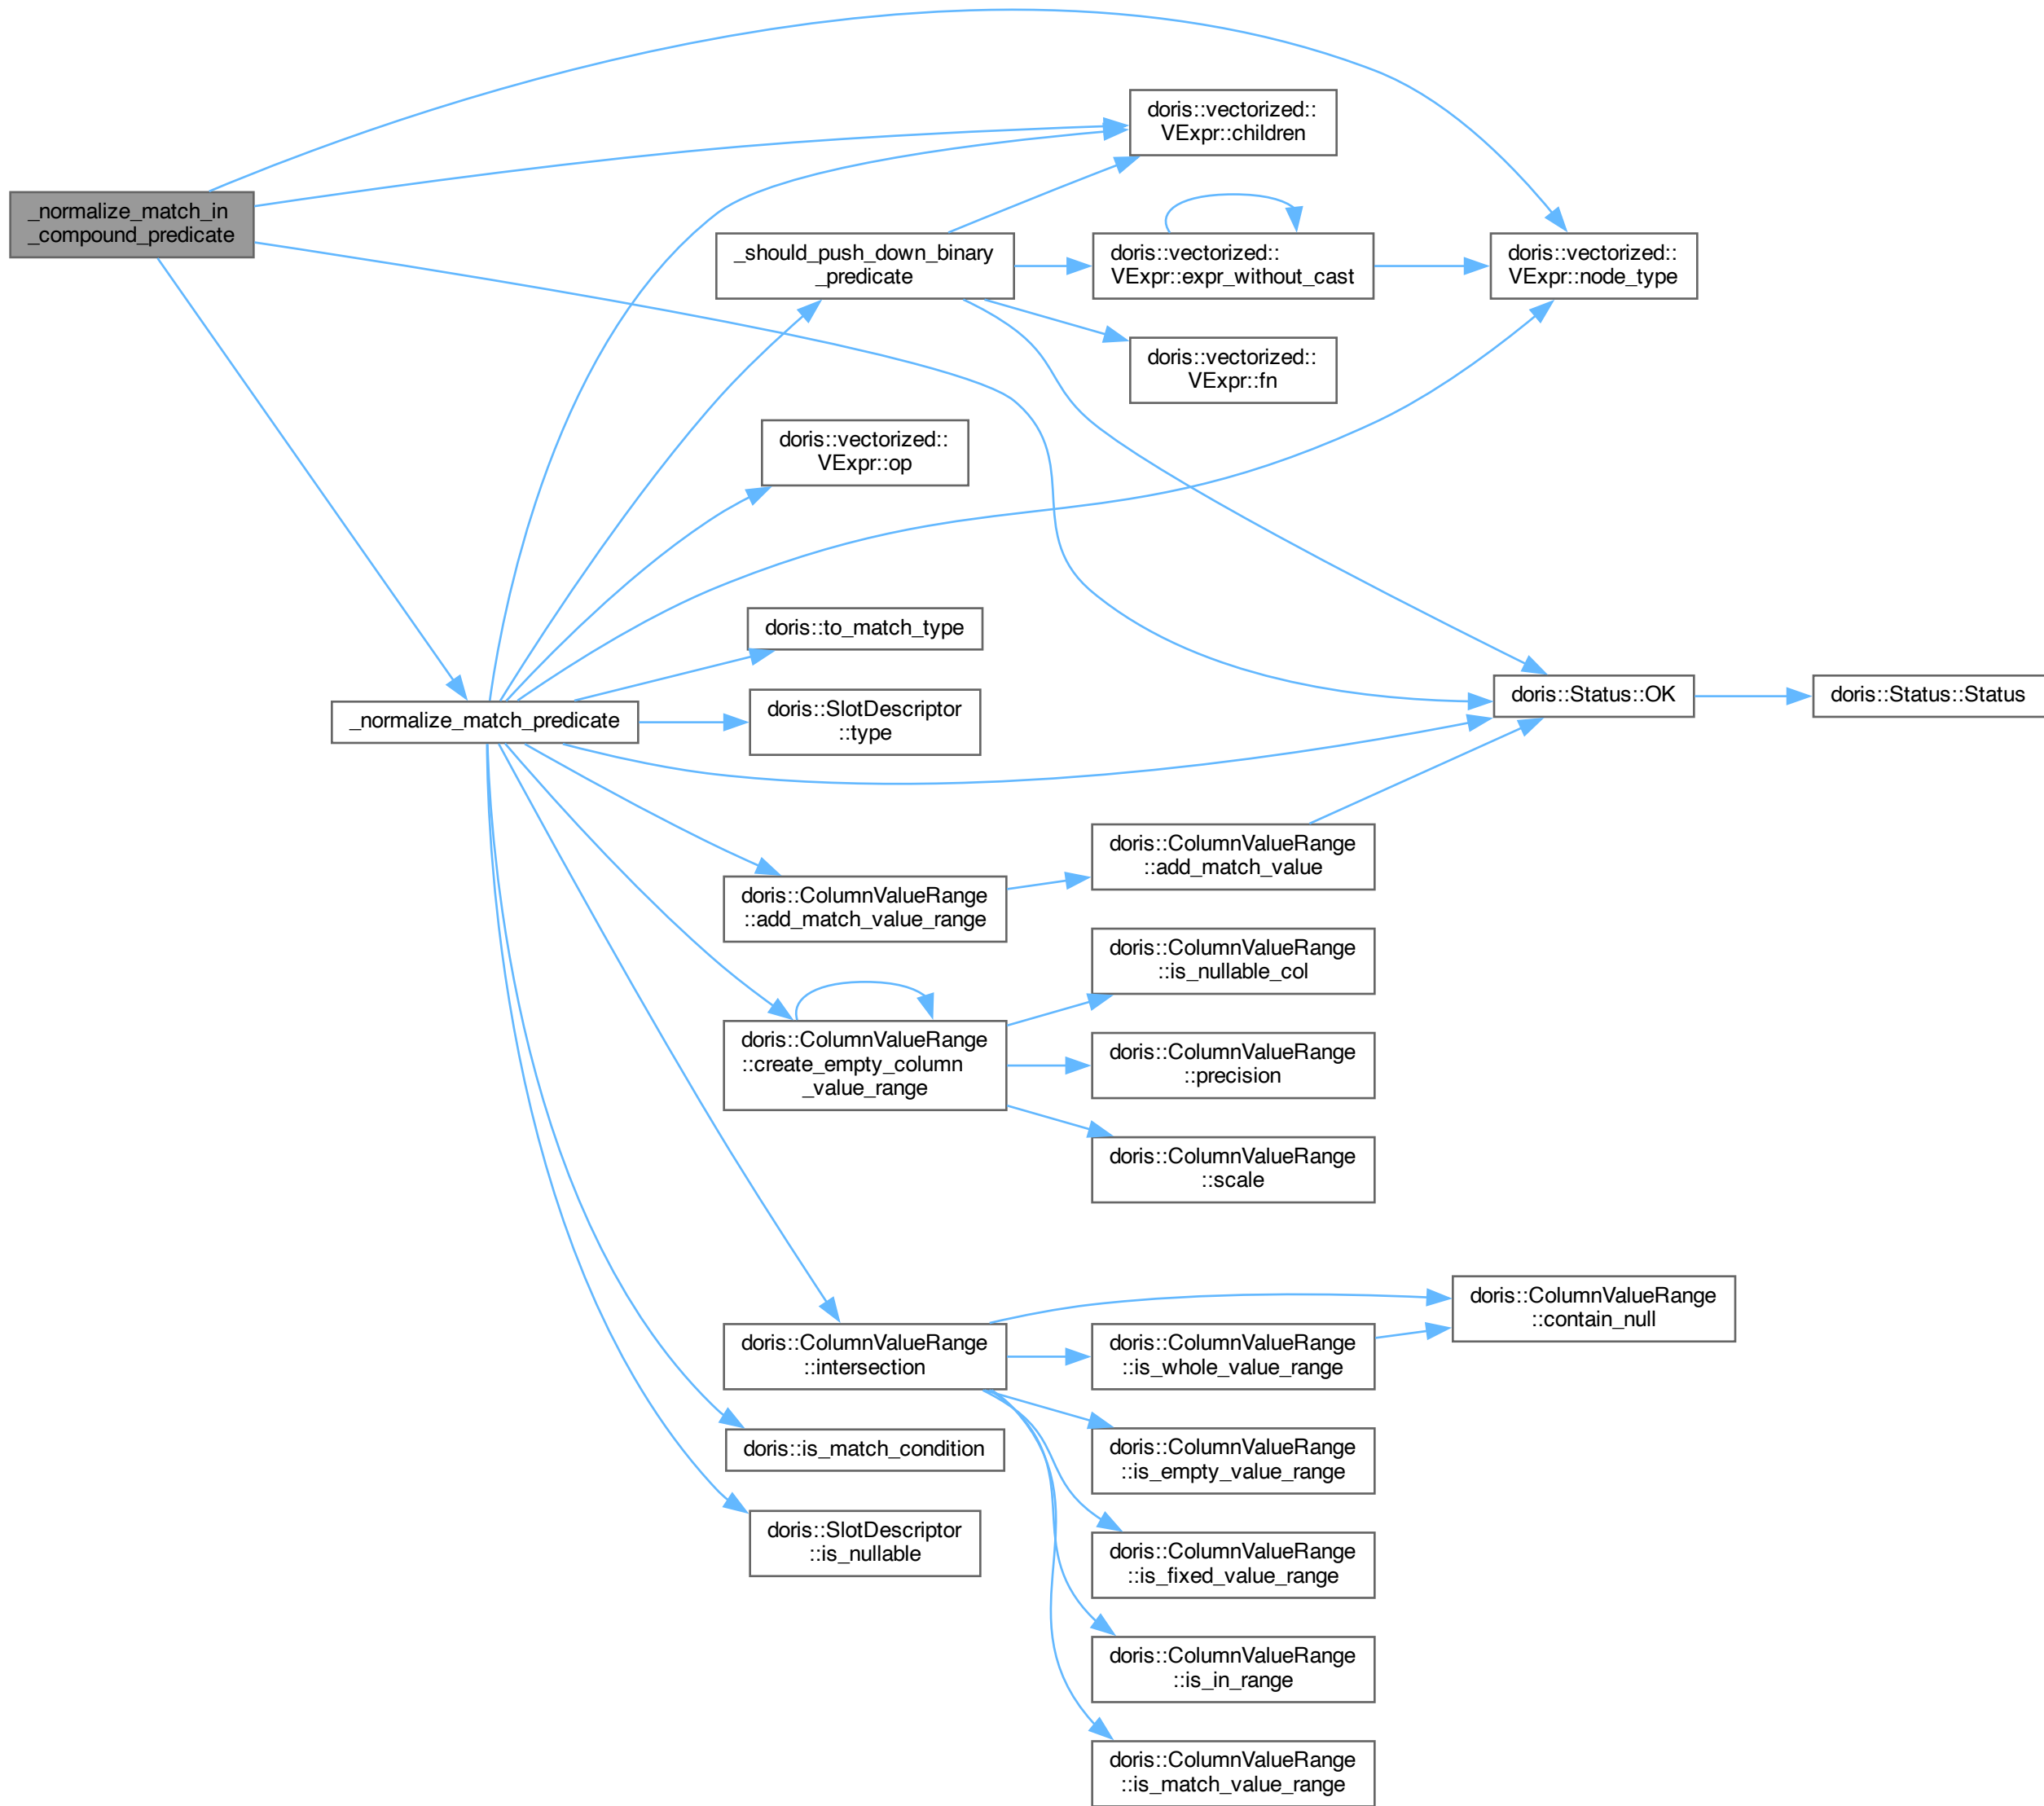 _normalize_match_in
_compound_predicate
doris::vectorized::
VExpr::children
_should_push_down_binary
_predicate
doris::vectorized::
VExpr::expr_without_cast
doris::vectorized::
VExpr::node_type
doris::vectorized::
VExpr::fn
doris::vectorized::
VExpr::op
doris::to_match_type
_normalize_match_predicate
doris::SlotDescriptor
::type
doris::Status::OK
doris::Status::Status
doris::ColumnValueRange
::add_match_value_range
doris::ColumnValueRange
::add_match_value
doris::ColumnValueRange
::create_empty_column
_value_range
doris::ColumnValueRange
::is_nullable_col
doris::ColumnValueRange
::precision
doris::ColumnValueRange
::scale
doris::ColumnValueRange
::intersection
doris::ColumnValueRange
::is_whole_value_range
doris::ColumnValueRange
::contain_null
doris::is_match_condition
doris::ColumnValueRange
::is_empty_value_range
doris::SlotDescriptor
::is_nullable
doris::ColumnValueRange
::is_fixed_value_range
doris::ColumnValueRange
::is_in_range
doris::ColumnValueRange
::is_match_value_range